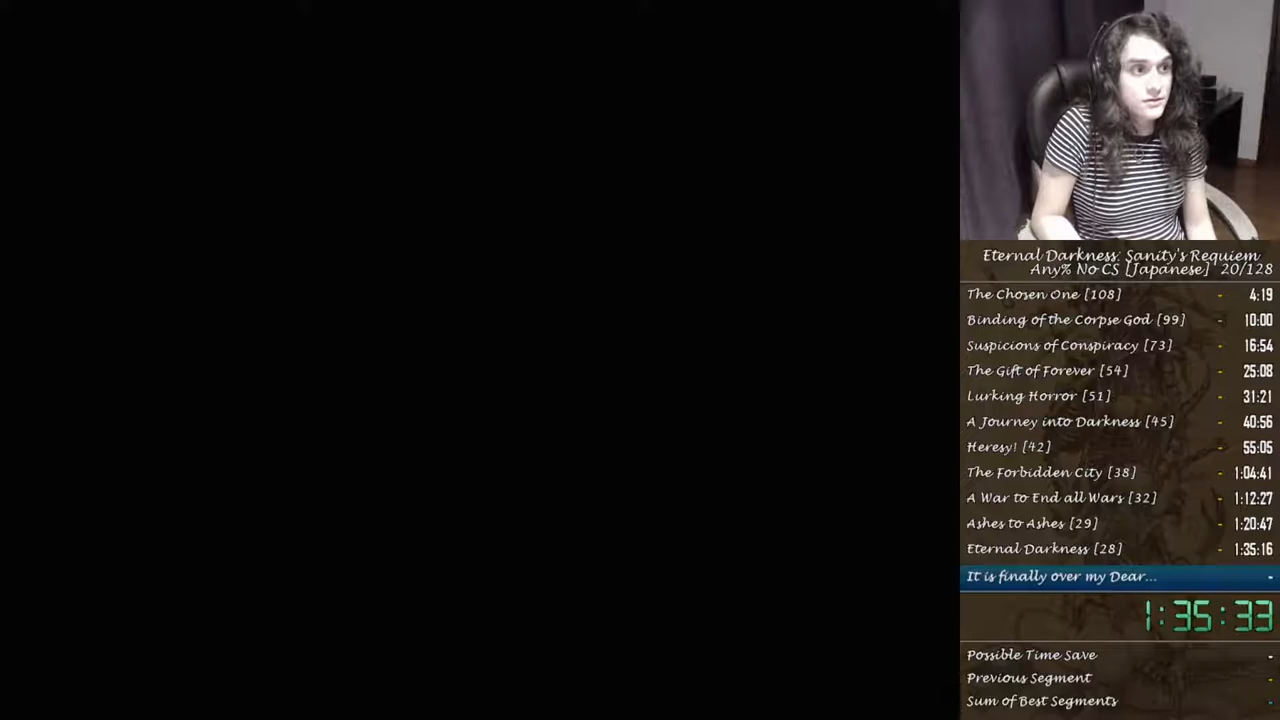 Eternal Darkness: Sanity's Requiem
Any% No CS [Japanese] 20/128
The Chosen One [108] - 4:19
Binding of the Corpse God [99] - 10:00
Suspicions of Conspiracy [73] - 16:54
The Gift of Forever [54] - 25:08
Lurking Horror [51] - 31:21
A Journey into Darkness [45] - 40:56
Heresy! [42] - 55:05
The Forbidden City [38] - 1:04:41
A War to End all Wars [32] - 1:12:27
Ashes to Ashes [29] - 1:20:47
Eternal Darkness [28] - 1:35:16
It is finally over my Dear... -
1:35:33
Possible Time Save -
Previous Segment -
Sum of Best Segments -